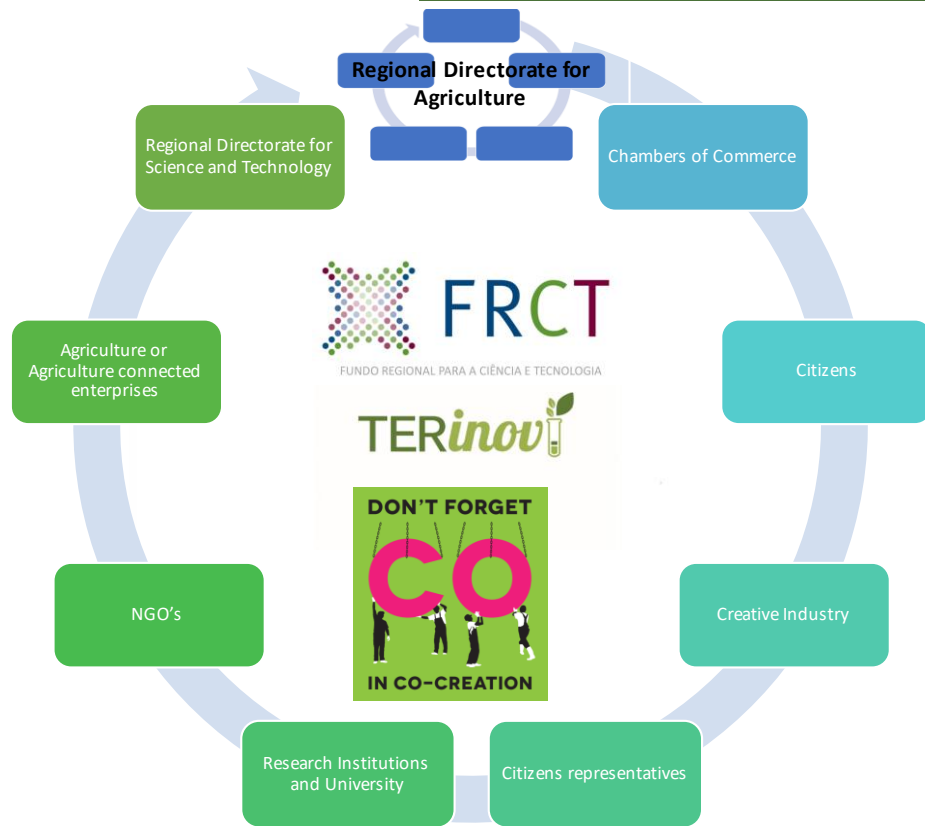 Regional Directorate for
Agriculture
Chambers of Commerce
Citizens
Creative Industry
Citizens representatives
Research Institutions
and University
NGO’s
Agriculture or
Agriculture connected
enterprises
Regional Directorate for
Science and Technology
FRCT
FUNDO REGIONAL PARA A CIÊNCIA E TECNOLOGIA
TERinov
DON'T FORGET
CO
IN CO-CREATION